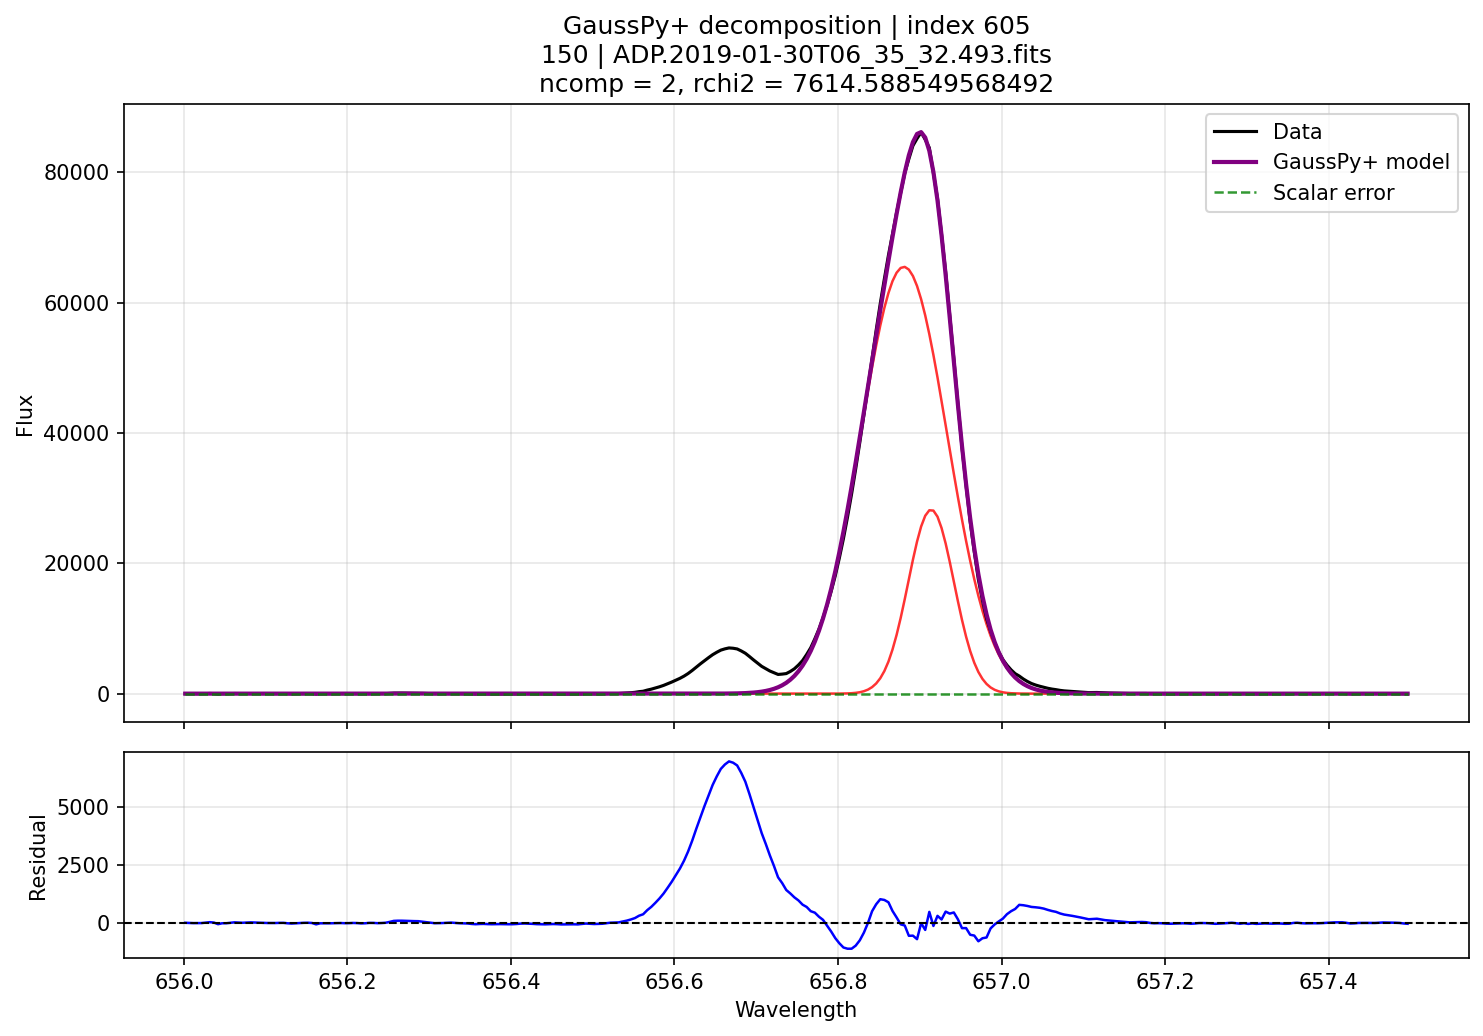 GaussPy+ decomposition | index 605
150 | ADP.2019-01-30T06_35_32.493.fits
ncomp = 2, rchi2 = 7614.588549568492
Data
GaussPy+ model
Scalar error
80000
60000
40000
20000
0
Flux
5000
2500
0
Residual
656.0 656.2 656.4 656.6 656.8 657.0 657.2 657.4
Wavelength